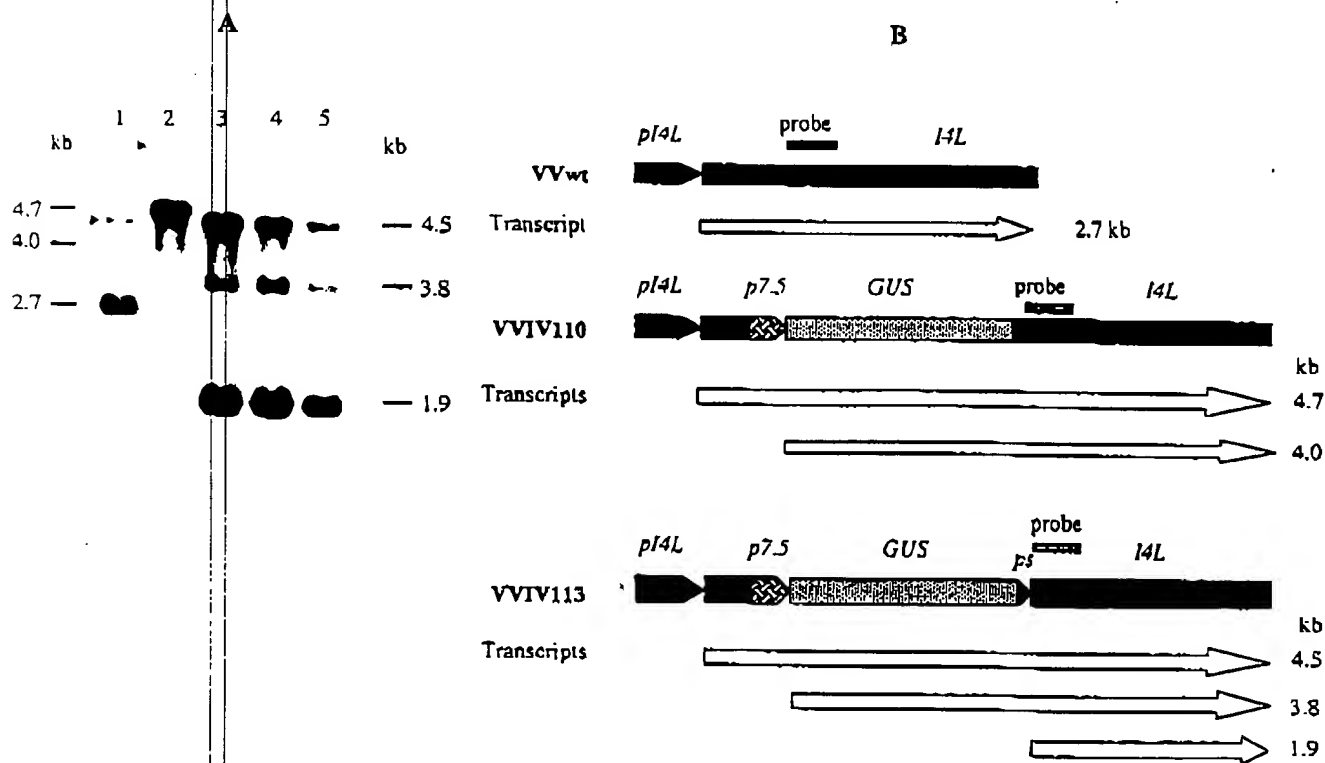 A
1 2 3 4 5
kb
kb
4.7
4.0
2.7
4.5
3.8
1.9
B
pI4L probe I4L
VVwt
Transcript 2.7 kb
pI4L p7.5 GUS probe I4L
VVIV110
kb
Transcripts 4.7
4.0
probe
pI4L p7.5 GUS ps I4L
VVIV113
kb
Transcripts 4.5
3.8
1.9